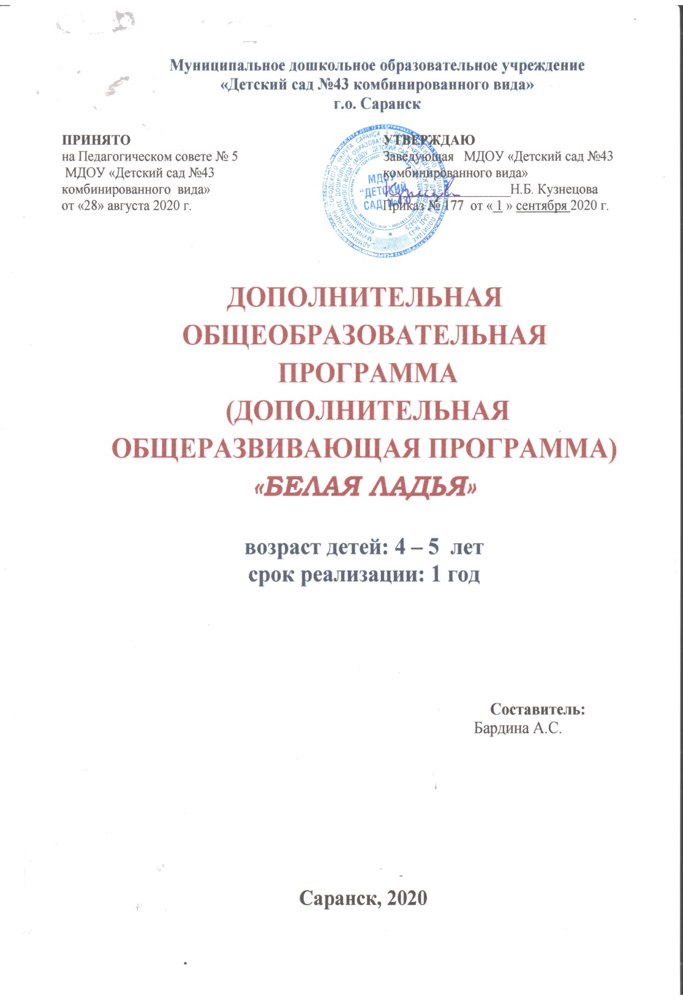 Муниципальное дошкольное образовательное учреждение
«Детский сад №43 комбинированного вида»
г.о. Саранск
ПРИНЯТО
на Педагогическом совете № 5
МДОУ «Детский сад №43
комбинированного вида»
от «28» августа 2020 г.
УТВЕРЖДАЮ
Заведующая МДОУ «Детский сад №43
комбинированного вида»
Н.Б. Кузнецова
Приказ № 177 от « 1 » сентября 2020 г.
МДОУ
"ДЕТСКИЙ
САД №43"
ДОПОЛНИТЕЛЬНАЯ
ОБЩЕОБРАЗОВАТЕЛЬНАЯ
ПРОГРАММА
(ДОПОЛНИТЕЛЬНАЯ
ОБЩЕРАЗВИВАЮЩАЯ ПРОГРАММА)
«БЕЛАЯ ЛАДЬЯ»
возраст детей: 4 – 5 лет
срок реализации: 1 год
Составитель:
Бардина А.С.
Саранск, 2020